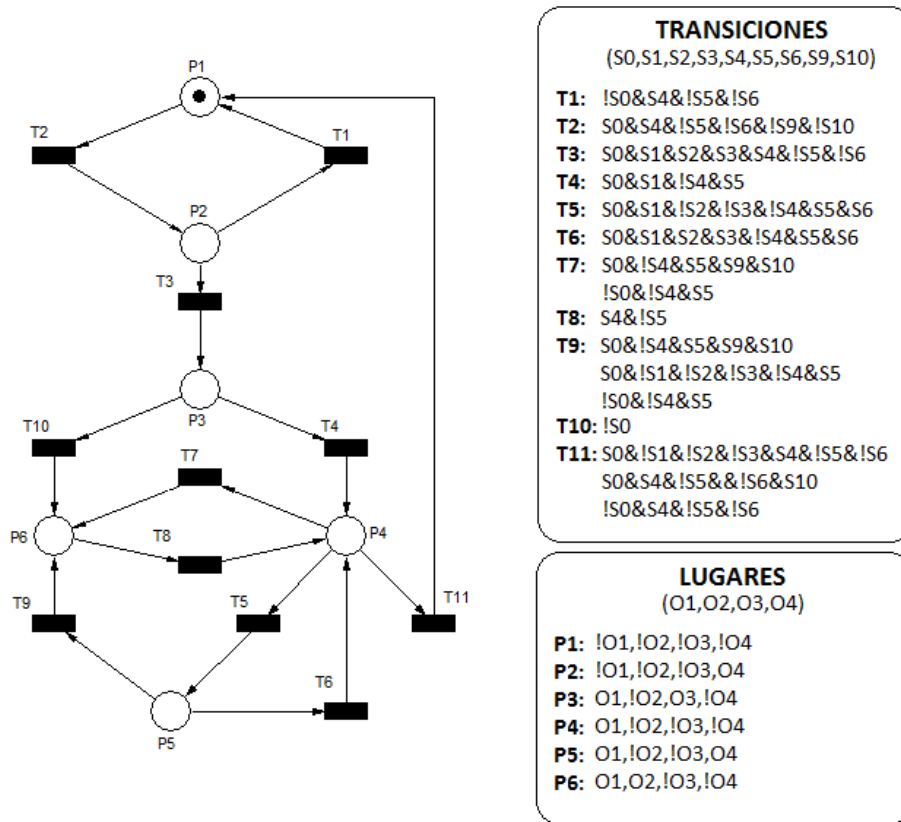 P1
T2
T1
P2
T3
P3
T10
T4
T7
P6
T8
P4
T9
T5
T11
T6
P5
TRANSICIONES
(S0,S1,S2,S3,S4,S5,S6,S9,S10)
T1: !S0&S4&!S5&!S6
T2: S0&S4&!S5&!S6&!S9&!S10
T3: S0&S1&S2&S3&S4&!S5&!S6
T4: S0&S1&!S4&S5
T5: S0&S1&!S2&!S3&!S4&S5&S6
T6: S0&S1&S2&S3&!S4&S5&S6
T7: S0&!S4&S5&S9&S10
!S0&!S4&S5
T8: S4&!S5
T9: S0&!S4&S5&S9&S10
S0&!S1&!S2&!S3&!S4&S5
!S0&!S4&S5
T10: !S0
T11: S0&!S1&!S2&!S3&S4&!S5&!S6
S0&S4&!S5&&!S6&S10
!S0&S4&!S5&!S6
LUGARES
(O1,O2,O3,O4)
P1: !O1,!O2,!O3,!O4
P2: !O1,!O2,!O3,O4
P3: O1,!O2,O3,!O4
P4: O1,!O2,!O3,!O4
P5: O1,!O2,!O3,O4
P6: O1,O2,!O3,!O4